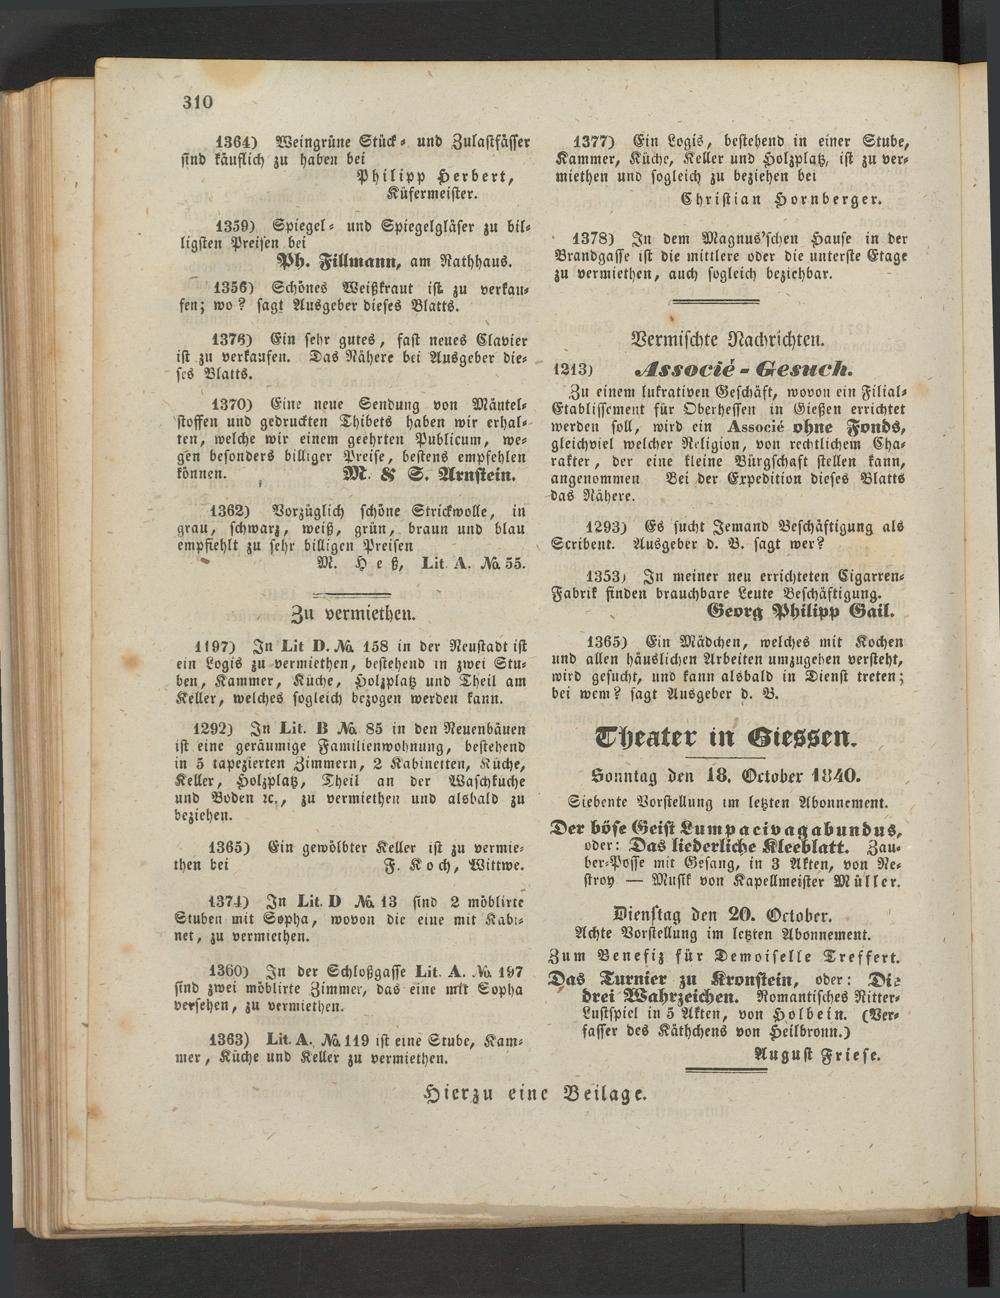 310
1364) Weingrüne Stück- und Zulastfässer
sind käuflich zu haben bei
Philipp Herbert,
Küfermeister.
1359) Spiegel- und Spiegelgläser zu bil-
ligsten Preisen bei
Ph. Fillmann, am Rathhaus.
1356) Schönes Weißkraut ist zu verkau-
fen; wo? sagt Ausgeber dieses Blatts.
1376) Ein sehr gutes, fast neues Clavier
ist zu verkaufen. Das Nähere bei Ausgeber die-
ses Blatts.
1370) Eine neue Sendung von Mäntel-
stoffen und gedruckten Thibets haben wir erhal-
ten, welche wir einem geehrten Publicum, we-
gen besonders billiger Preise, bestens empfehlen
können. M. & S. Arnstein.
1362) Vorzüglich schöne Strickwolle, in
grau, schwarz, weiß, grün, braun und blau
empfiehlt zu sehr billigen Preisen
M. Heß, Lit. A. No. 55.
Zu vermiethen.
1197) In Lit D. No. 158 in der Neustadt ist
ein Logis zu vermiethen, bestehend in zwei Stu-
ben, Kammer, Küche, Holzplatz und Theil am
Keller, welches sogleich bezogen werden kann.
1292) In Lit. B No. 85 in den Neuenbäuen
ist eine geräumige Familienwohnung, bestehend
in 5 tapezierten Zimmern, 2 Kabinetten, Küche,
Keller, Holzplatz, Theil an der Waschkuche
und Boden ꝛc., zu vermiethen und alsbald zu
beziehen.
1365) Ein gewölbter Keller ist zu vermie-
then bei F. Koch, Wittwe.
1374) In Lit. D No. 13 sind 2 möblirte
Stuben mit Sopha, wovon die eine mit Kabi-
net, zu vermiethen.
1360) In der Schloßgasse Lit. A. No. 197
sind zwei möblirte Zimmer, das eine mit Sopha
versehen, zu vermiethen.
1363) Lit. A. No. 119 ist eine Stube, Kam-
mer, Küche und Keller zu vermiethen.
1377) Ein Logis, bestehend in einer Stube,
Kammer, Küche, Keller und Holzplatz, ist zu ver-
miethen und sogleich zu beziehen bei
Christian Hornberger.
1378) In dem Magnus'schen Hause in der
Brandgasse ist die mittlere oder die unterste Etage
zu vermiethen, auch sogleich beziehbar.
Vermischte Nachrichten.
1213) Associé-Gesuch.
Zu einem lukrativen Geschäft, wovon ein Filial-
Etablissement für Oberhessen in Gießen errichtet
werden soll, wird ein Associé ohne Fonds,
gleichviel welcher Religion, von rechtlichem Cha-
rakter, der eine kleine Bürgschaft stellen kann,
angenommen Bei der Expedition dieses Blatts
das Nähere.
1293) Es sucht Jemand Beschäftigung als
Scribent. Ausgeber d. B. sagt wer?
1353) In meiner neu errichteten Cigarren-
Fabrik finden brauchbare Leute Beschäftigung.
Georg Philipp Gail.
1365) Ein Mädchen, welches mit Kochen
und allen häuslichen Arbeiten umzugehen versteht,
wird gesucht, und kann alsbald in Dienst treten;
bei wem? sagt Ausgeber d. B.
Theater in Giessen.
Sonntag den 18. October 1840.
Siebente Vorstellung im letzten Abonnement.
Der böse Geist Lumpacivagabundus,
oder: Das liederliche Kleeblatt. Zau-
ber-Posse mit Gesang, in 3 Akten, von Ne-
stroy — Musik von Kapellmeister Müller.
Dienstag den 20. October.
Achte Vorstellung im letzten Abonnement.
Zum Benefiz für Demoiselle Treffert.
Das Turnier zu Kronstein, oder: Die
drei Wahrzeichen. Romantisches Ritter-
Lustspiel in 5 Akten, von Holbein. (Ver-
fasser des Käthchens von Heilbronn.)
August Friese.
Hierzu eine Beilage.